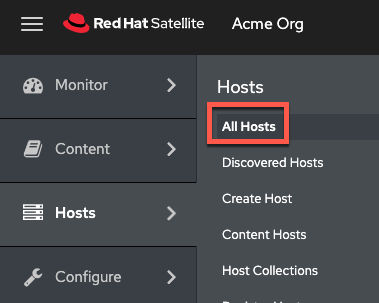 Red Hat Satellite Acme Org
Monitor
Content
Hosts
Configure
Hosts
All Hosts
Discovered Hosts
Create Host
Content Hosts
Host Collections